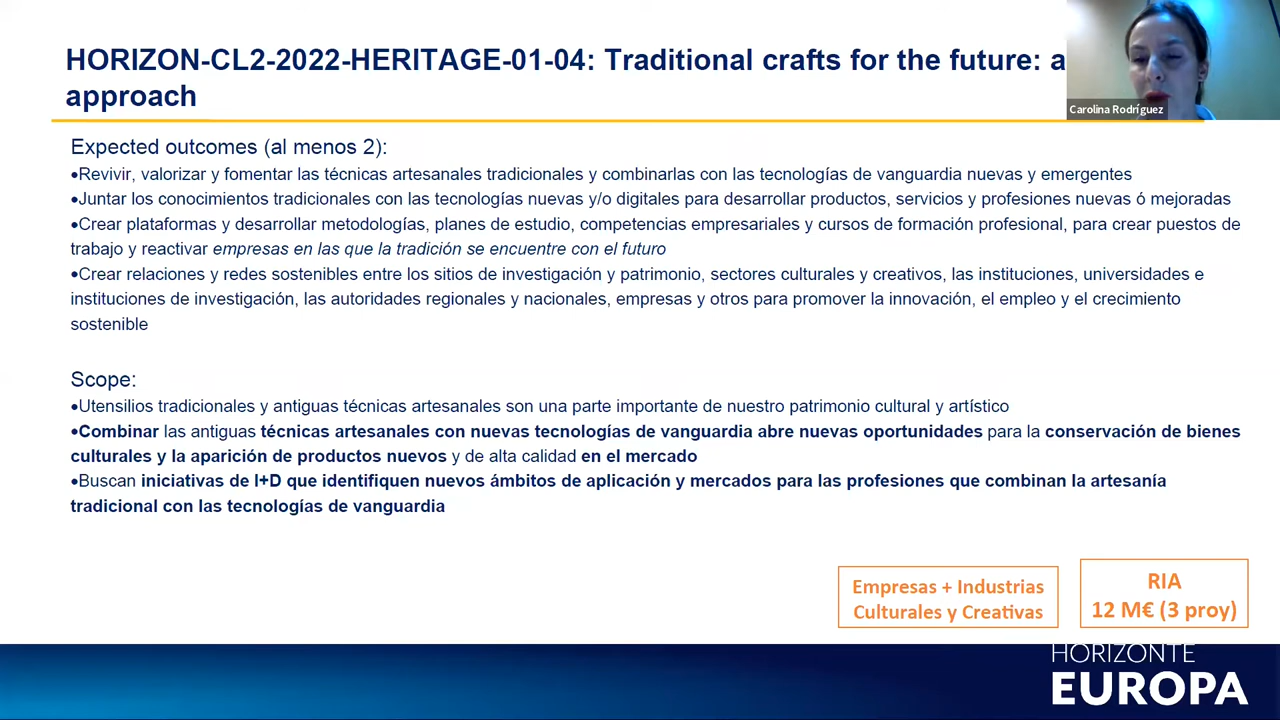 HORIZON-CL2-2022-HERITAGE-01-04: Traditional crafts for the future: a
approach
Carolina Rodríguez
Expected outcomes (al menos 2):
•Revivir, valorizar y fomentar las técnicas artesanales tradicionales y combinarlas con las tecnologías de vanguardia nuevas y emergentes
•Juntar los conocimientos tradicionales con las tecnologías nuevas y/o digitales para desarrollar productos, servicios y profesiones nuevas ó mejoradas
•Crear plataformas y desarrollar metodologías, planes de estudio, competencias empresariales y cursos de formación profesional, para crear puestos de
trabajo y reactivar empresas en las que la tradición se encuentre con el futuro
•Crear relaciones y redes sostenibles entre los sitios de investigación y patrimonio, sectores culturales y creativos, las instituciones, universidades e
instituciones de investigación, las autoridades regionales y nacionales, empresas y otros para promover la innovación, el empleo y el crecimiento
sostenible
Scope:
•Utensilios tradicionales y antiguas técnicas artesanales son una parte importante de nuestro patrimonio cultural y artístico
•Combinar las antiguas técnicas artesanales con nuevas tecnologías de vanguardia abre nuevas oportunidades para la conservación de bienes
culturales y la aparición de productos nuevos y de alta calidad en el mercado
•Buscan iniciativas de I+D que identifiquen nuevos ámbitos de aplicación y mercados para las profesiones que combinan la artesanía
tradicional con las tecnologías de vanguardia
Empresas + Industrias
Culturales y Creativas
RIA
12 M€ (3 proy)
HORIZONTE
EUROPA